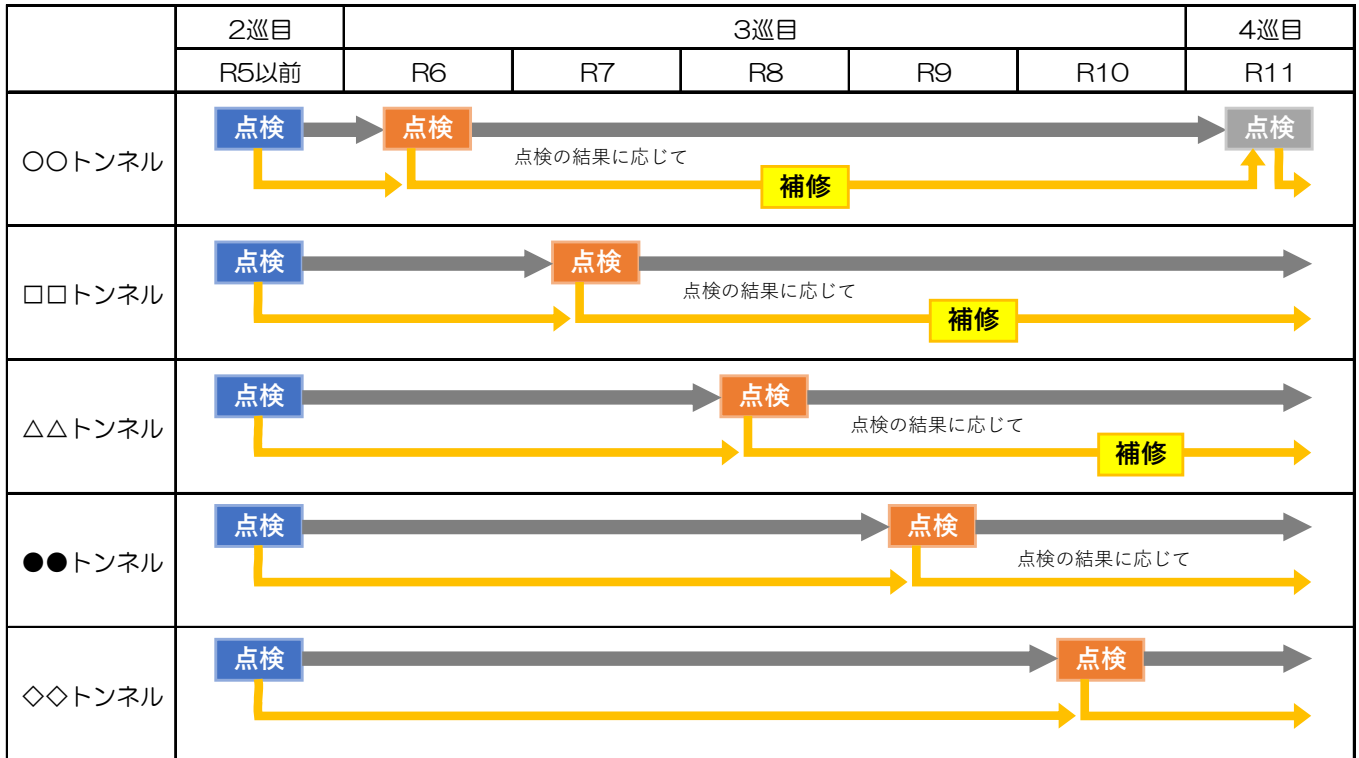 2巡目 3巡目 4巡目
R5以前 R6 R7 R8 R9 R10 R11
〇〇トンネル 点検 点検 点検
点検の結果に応じて
補修
□□トンネル 点検 点検
点検の結果に応じて
補修
△△トンネル 点検 点検
点検の結果に応じて
補修
●●トンネル 点検 点検
点検の結果に応じて
◇◇トンネル 点検 点検